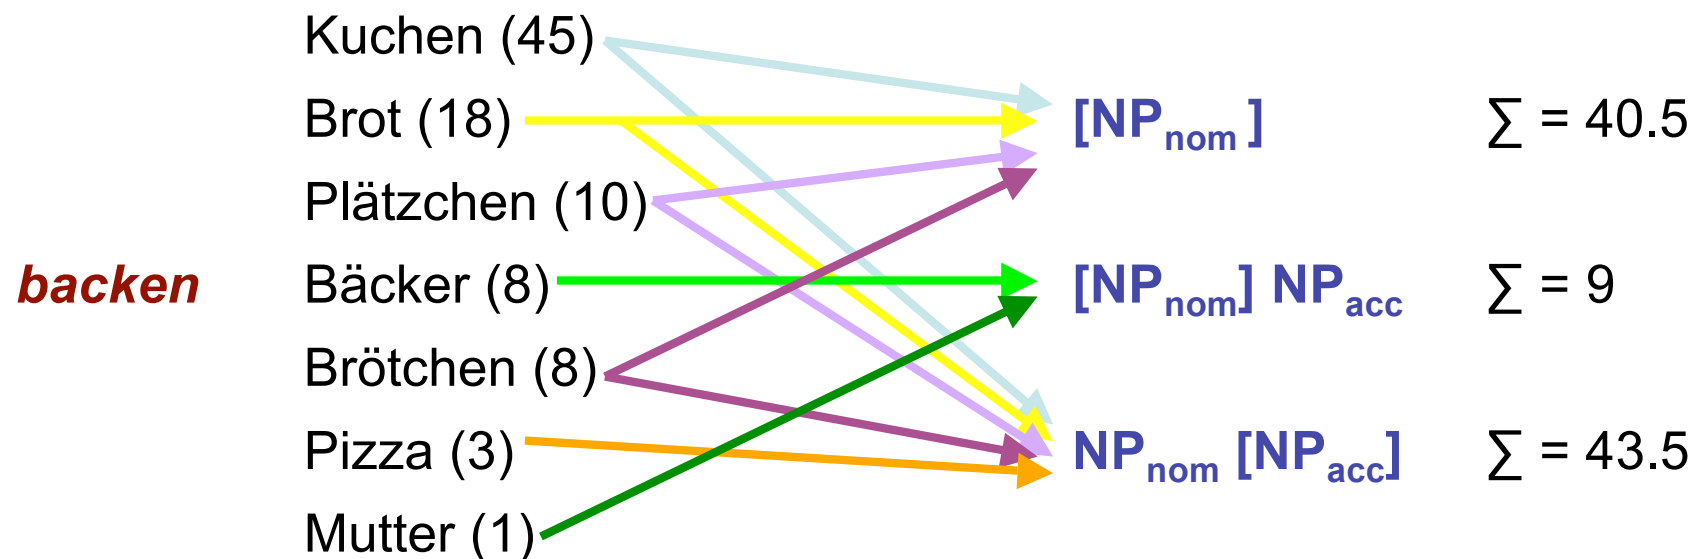 Kuchen (45)
Brot (18)
[NPnom ]
∑ = 40.5
Plätzchen (10)
backen
Bäcker (8)
[NPnom] NPacc
∑ = 9
Brötchen (8)
Pizza (3)
NPnom [NPacc]
∑ = 43.5
Mutter (1)